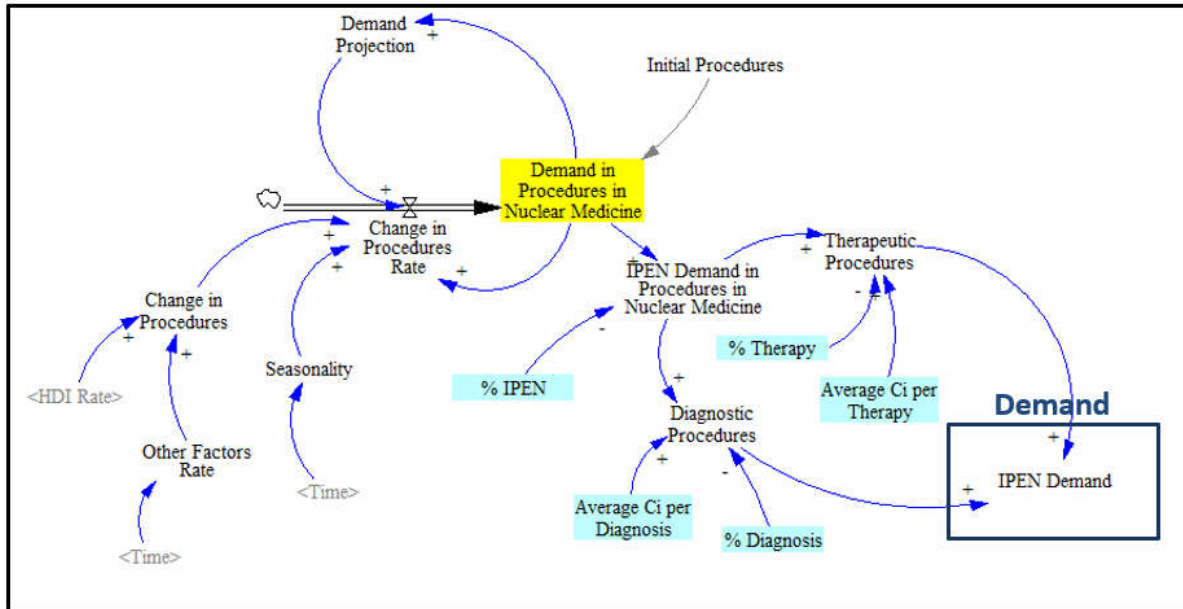 Demand
Projection
+
Initial Procedures
Demand in
Procedures in
Nuclear Medicine
+
Change in
Procedures
Rate
+
+
+
+
IPEN Demand in
Procedures in
Nuclear Medicine
-
+
Therapeutic
Procedures
-
+
Change in
Procedures
+
+
% IPEN
% Therapy
Seasonality
<HDI Rate>
Average Ci per
Therapy
+
Diagnostic
Procedures
+
-
Demand
+
IPEN Demand
+
Other Factors
Rate
<Time>
Average Ci per
Diagnosis
% Diagnosis
<Time>